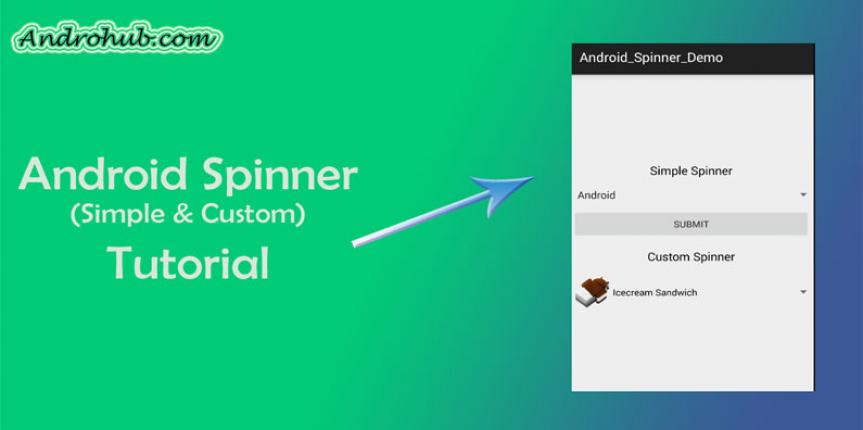 Androhub.com
Android Spinner
(Simple & Custom)
Tutorial
Android_Spinner_Demo
Simple Spinner
Android
SUBMIT
Custom Spinner
Icecream Sandwich